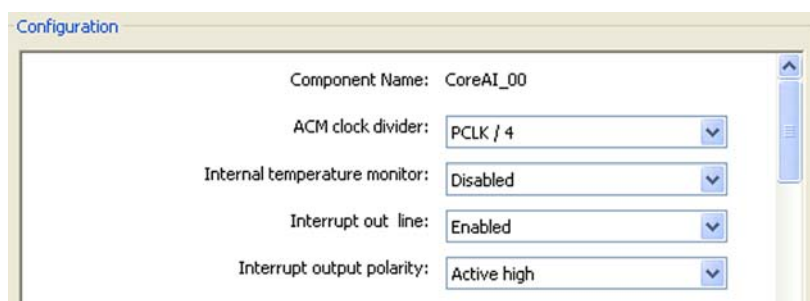 Configuration
Component Name: CoreAI_00
ACM clock divider: PCLK / 4
Internal temperature monitor: Disabled
Interrupt out line: Enabled
Interrupt output polarity: Active high